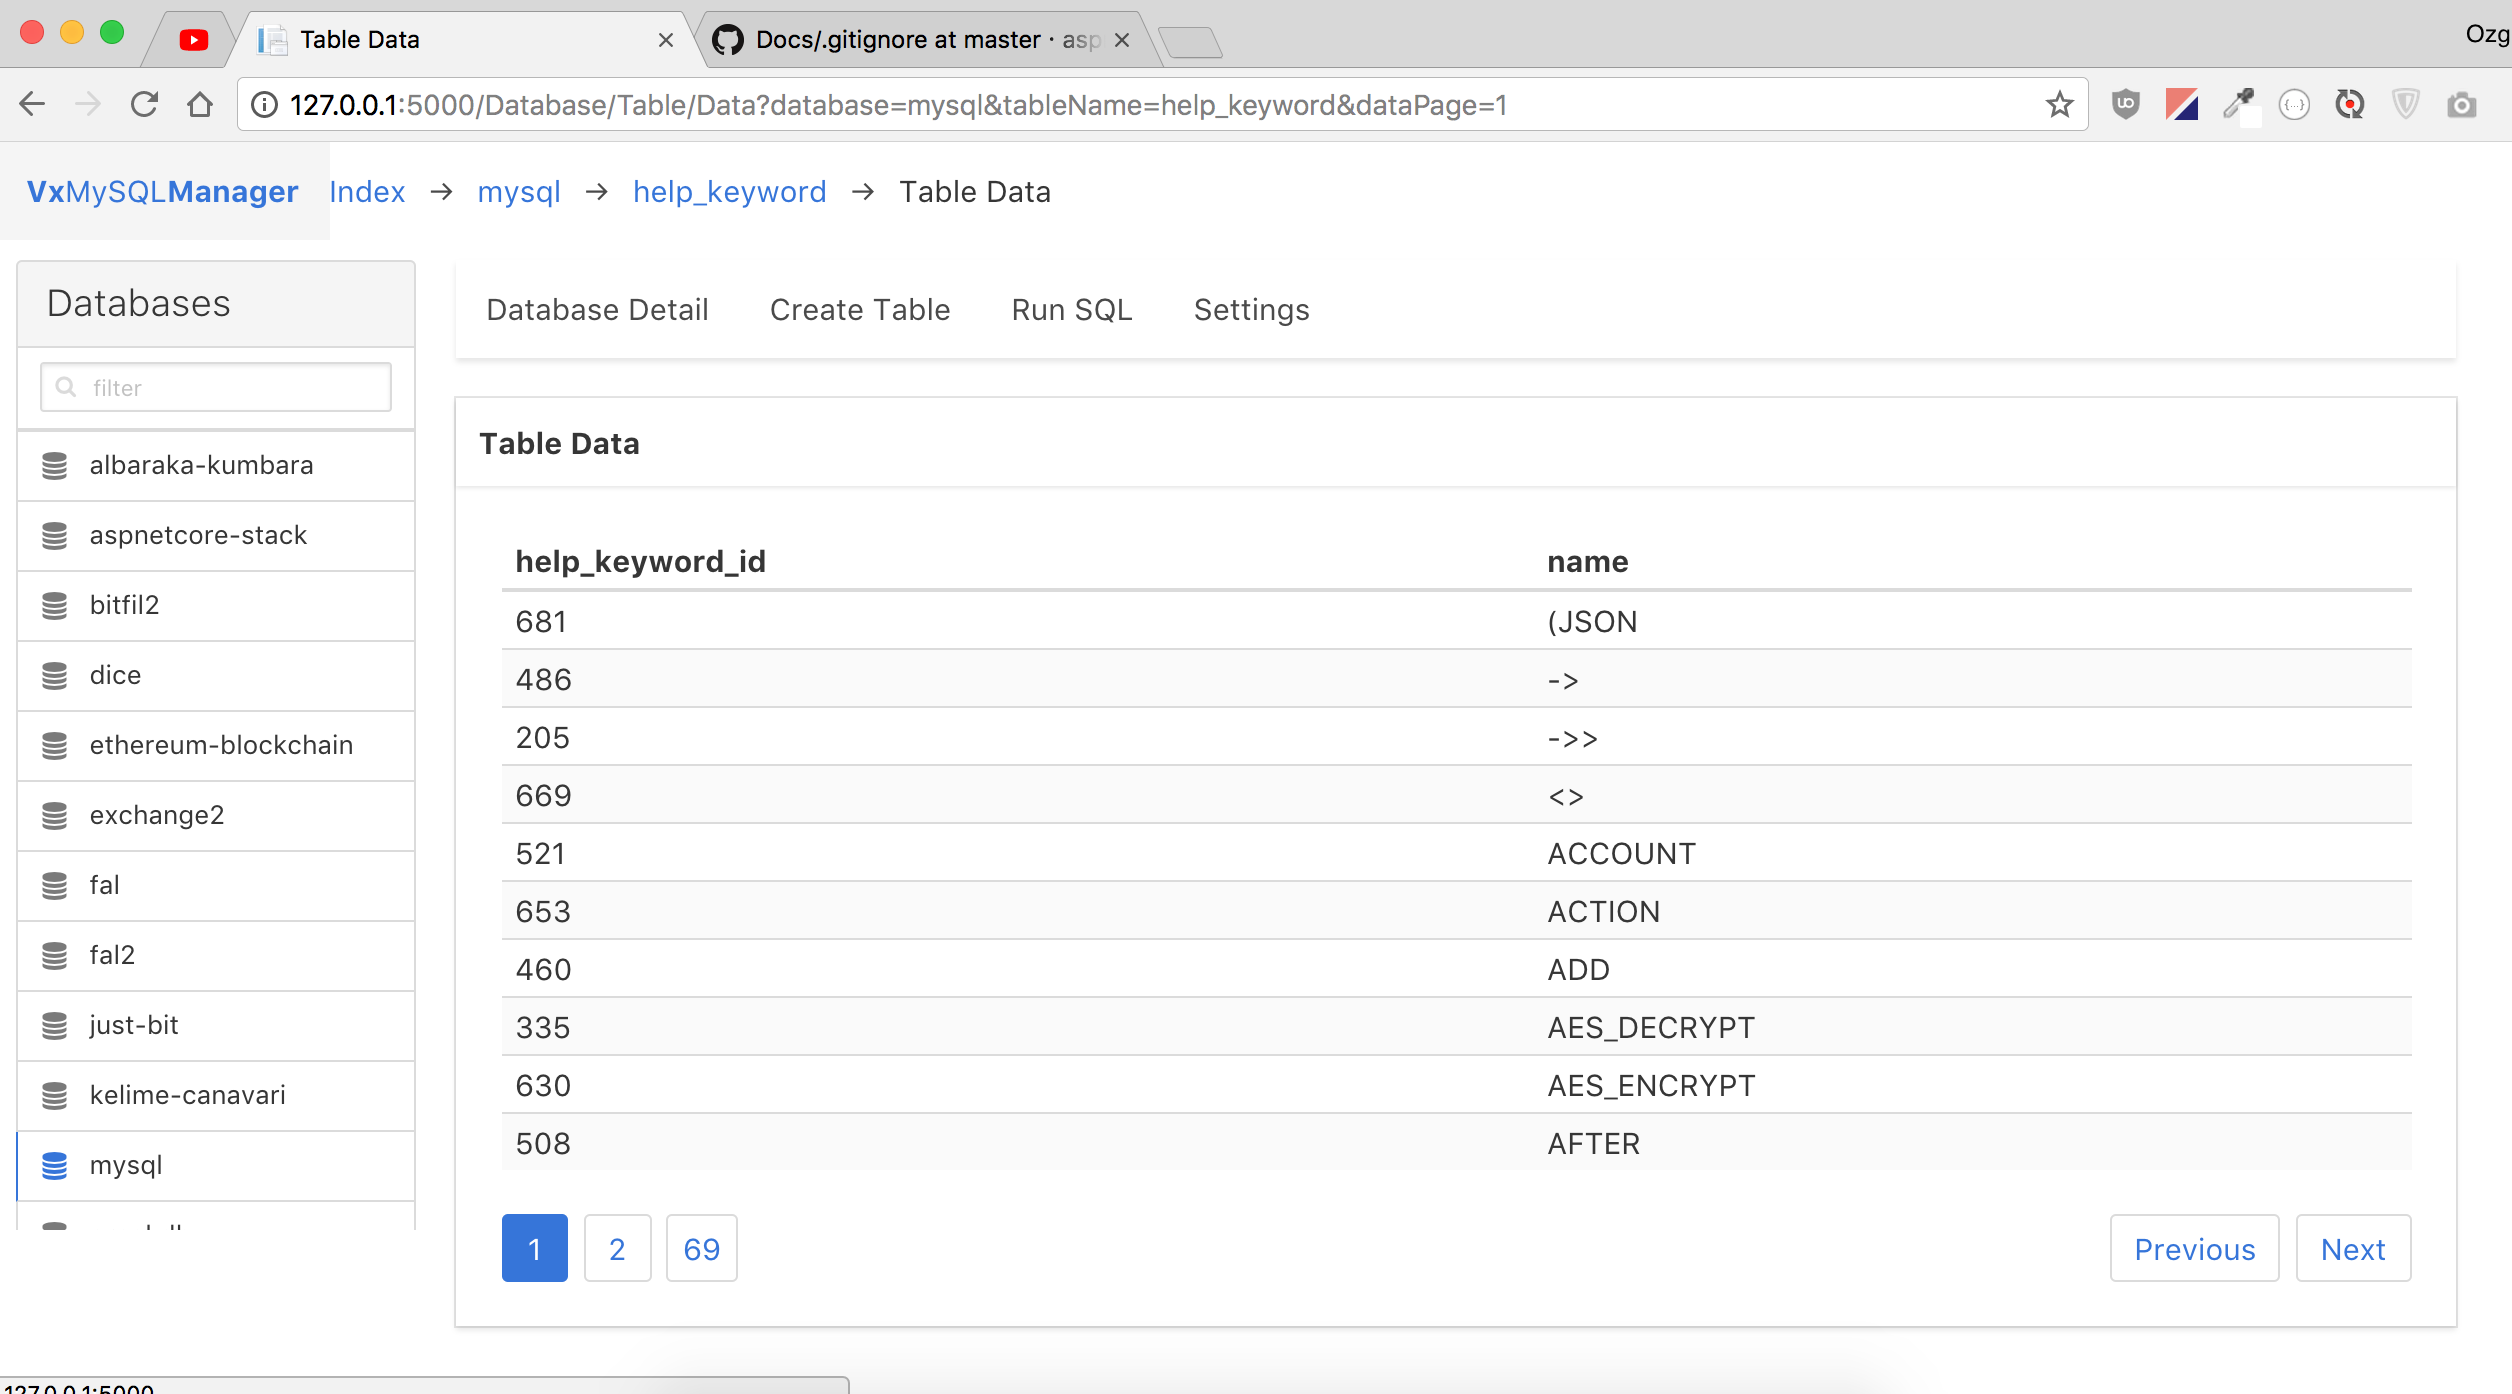 Table Data
Docs/.gitignore at master · asp
Ozg
127.0.0.1:5000/Database/Table/Data?database=mysql&tableName=help_keyword&dataPage=1
VxMySQLManager Index → mysql → help_keyword → Table Data
Databases
filter
albaraka-kumbara
aspnetcore-stack
bitfil2
dice
ethereum-blockchain
exchange2
fal
fal2
just-bit
kelime-canavari
mysql
Database Detail Create Table Run SQL Settings
Table Data
help_keyword_id name
681 (JSON
486 ->
205 ->>
669 <>
521 ACCOUNT
653 ACTION
460 ADD
335 AES_DECRYPT
630 AES_ENCRYPT
508 AFTER
1 2 69 Previous Next
127.0.0.1:5000